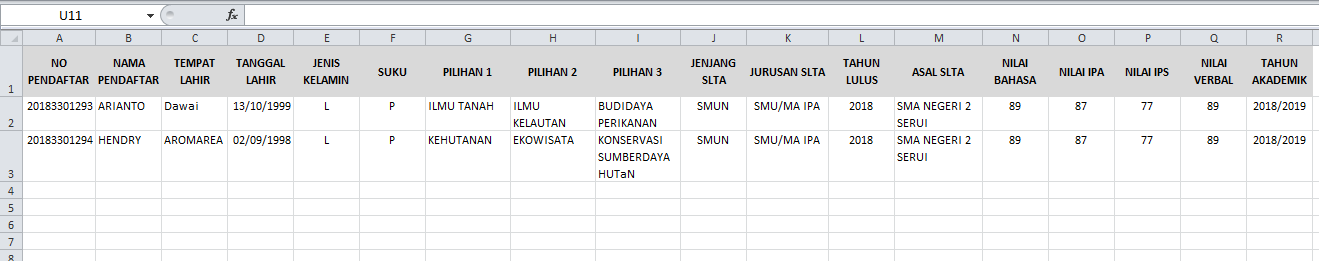 U11
fx
A B C D E F G H I J K L M N O P Q R
1 NO PENDAFTAR NAMA PENDAFTAR TEMPAT LAHIR TANGGAL LAHIR JENIS KELAMIN SUKU PILIHAN 1 PILIHAN 2 PILIHAN 3 JENJANG SLTA JURUSAN SLTA TAHUN LULUS ASAL SLTA NILAI BAHASA NILAI IPA NILAI IPS NILAI VERBAL TAHUN AKADEMIK
2 20183301293 ARIANTO Dawai 13/10/1999 L P ILMU TANAH ILMU KELAUTAN BUDIDAYA PERIKANAN SMUN SMU/MA IPA 2018 SMA NEGERI 2 SERUI 89 87 77 89 2018/2019
3 20183301294 HENDRY AROMAREA 02/09/1998 L P KEHUTANAN EKOWISATA KONSERVASI SUMBERDAYA HUTaN SMUN SMU/MA IPA 2018 SMA NEGERI 2 SERUI 89 87 77 89 2018/2019
4
5
6
7
8